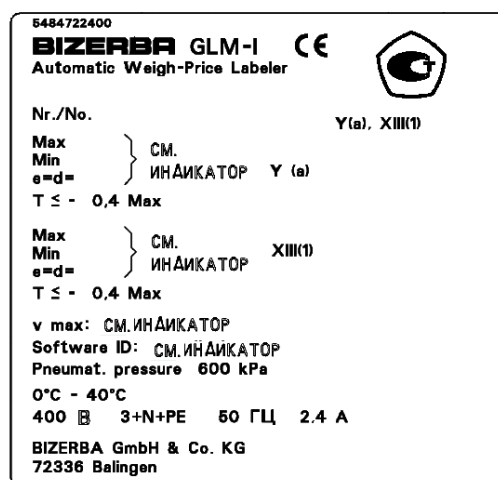 5484722400
BIZERBA GLM-I CE
Automatic Weigh-Price Labeler
Nr./No.
Y(a), XIII(1)
Max
Min
e=d=
СМ.
ИНДИКАТОР Y (a)
T ≤ - 0,4 Max
Max
Min
e=d=
СМ.
ИНДИКАТОР XIII(1)
T ≤ - 0,4 Max
v max: СМ.ИНДИКАТОР
Software ID: СМ.ИНДИКАТОР
Pneumat. pressure 600 kPa
0°C - 40°C
400 В 3+N+PE 50 ГЦ 2,4 A
BIZERBA GmbH & Co. KG
72336 Balingen